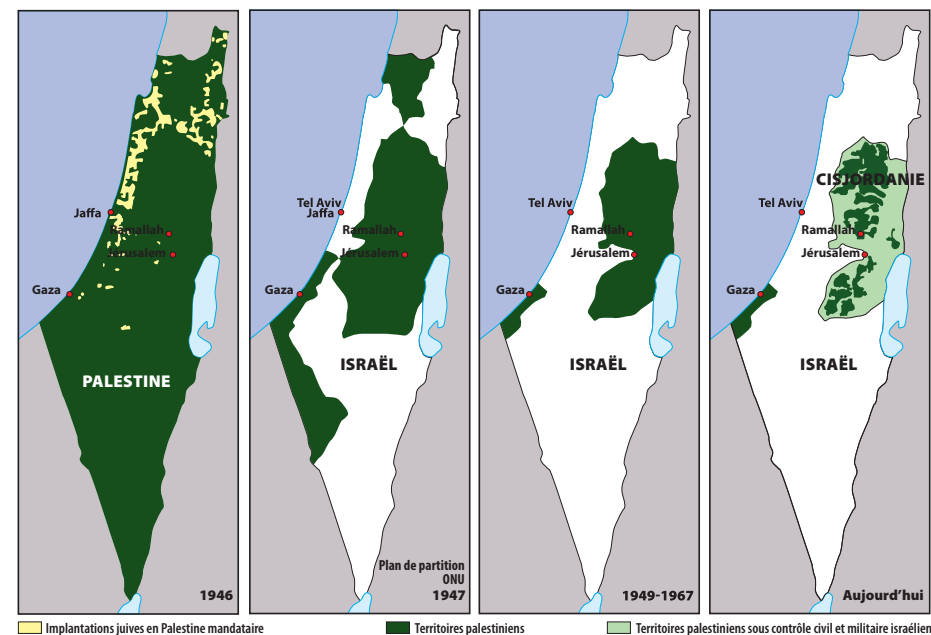 Jaffa
Ramallah
Jérusalem
Gaza
PALESTINE
1946
Tel Aviv
Jaffa
Ramallah
Jérusalem
Gaza
ISRAËL
Plan de partition
ONU
1947
Tel Aviv
Ramallah
Jérusalem
Gaza
ISRAËL
1949-1967
CISJORDANIE
Tel Aviv
Ramallah
Jérusalem
Gaza
ISRAËL
Aujourd'hui
Implantations juives en Palestine mandataire
Territoires palestiniens
Territoires palestiniens sous contrôle civil et militaire israélien